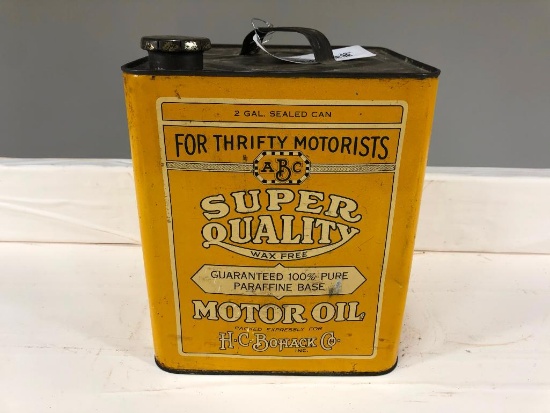 2 GAL. SEALED CAN
FOR THRIFTY MOTORISTS
ABC
SUPER
QUALITY
WAX FREE
GUARANTEED 100% PURE
PARAFFINE BASE
MOTOR OIL
PACKED EXPRESSLY FOR
H·C·BOHACK CO
INC.